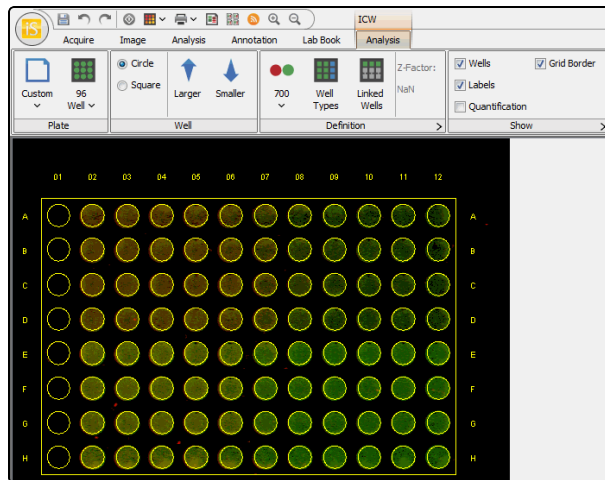 iS
ICW
Acquire Image Analysis Annotation Lab Book Analysis
Custom
96
Well
Plate
Circle
Square
Larger
Smaller
Well
700
Well
Types
Linked
Wells
Z-Factor:
NaN
Definition
Wells
Grid Border
Labels
Quantification
Show
01 02 03 04 05 06 07 08 09 10 11 12
A A
B B
C C
D D
E E
F F
G G
H H